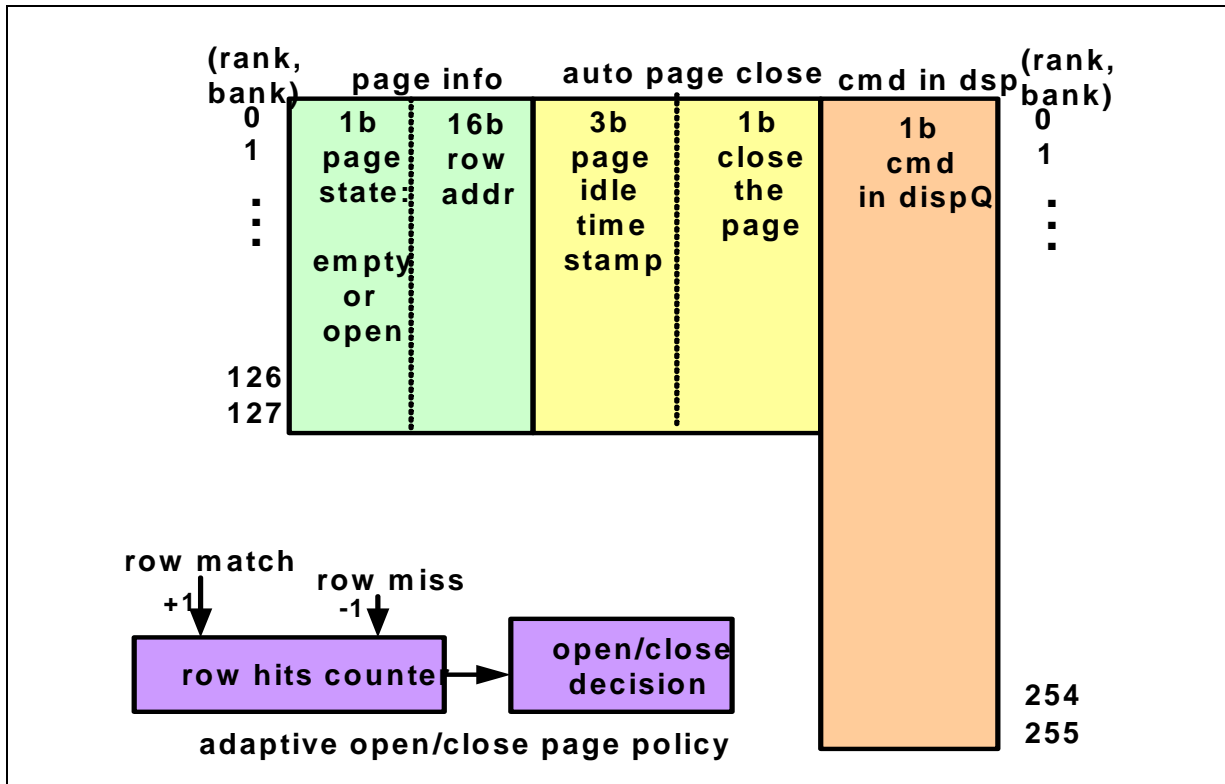 (rank,
bank)
page info
auto page close
cmd in dsp
(rank,
bank)
0
1
126
127
1b
page
state:
empty
or
open
16b
row
addr
3b
page
idle
time
stamp
1b
close
the
page
1b
cmd
in dispQ
0
1
254
255
row match
+1
row miss
-1
row hits counter
open/close
decision
adaptive open/close page policy